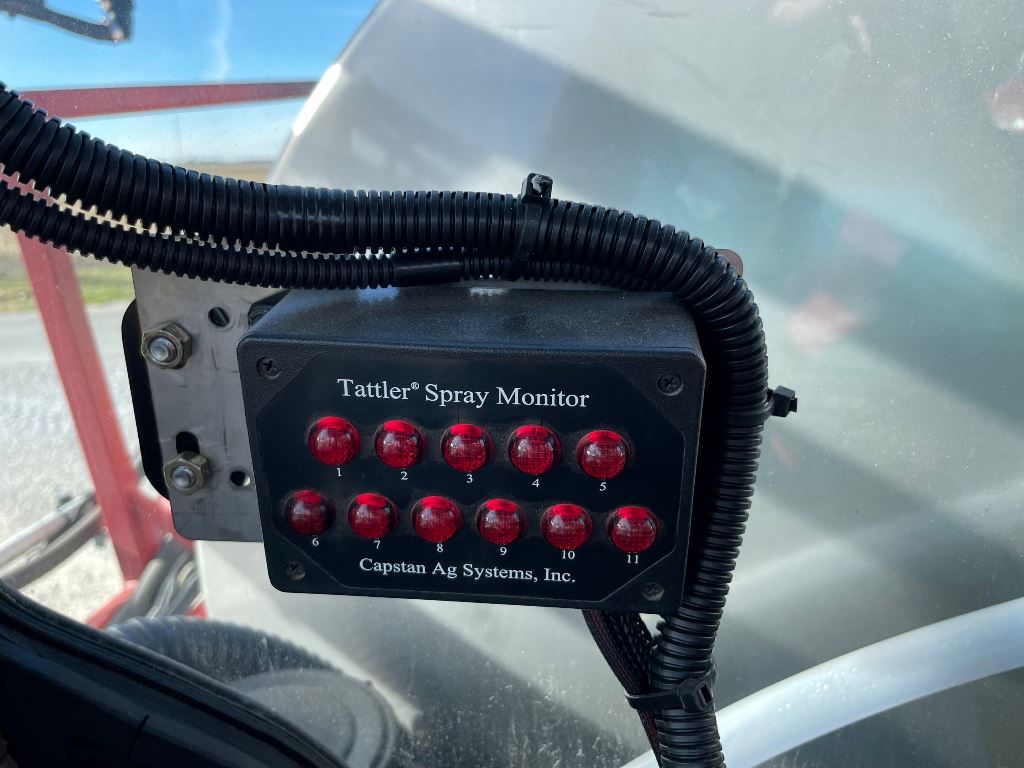 Tattler® Spray Monitor
1 2 3 4 5
6 7 8 9 10 11
Capstan Ag Systems, Inc.